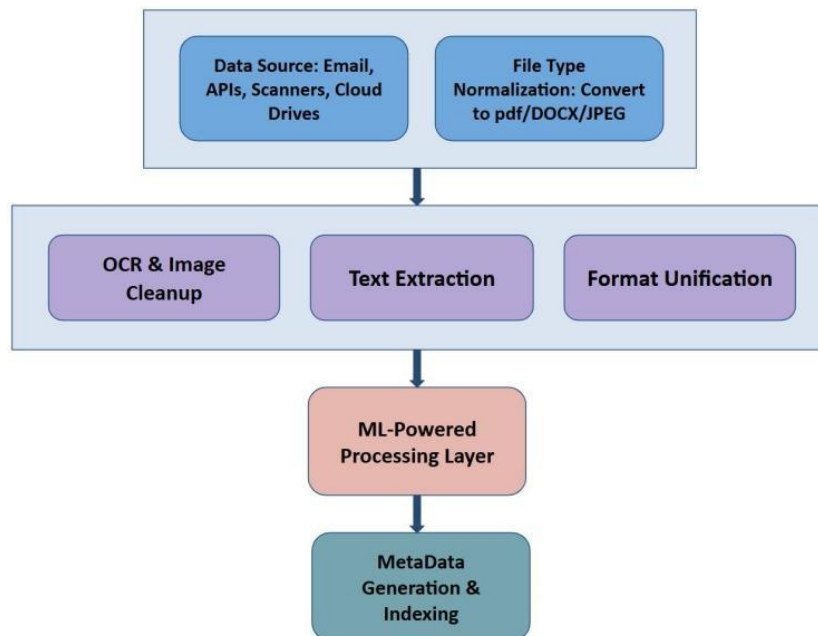 Data Source: Email,
APIs, Scanners, Cloud
Drives
File Type
Normalization: Convert
to pdf/DOCX/JPEG
OCR & Image
Cleanup
Text Extraction
Format Unification
ML-Powered
Processing Layer
MetaData
Generation &
Indexing